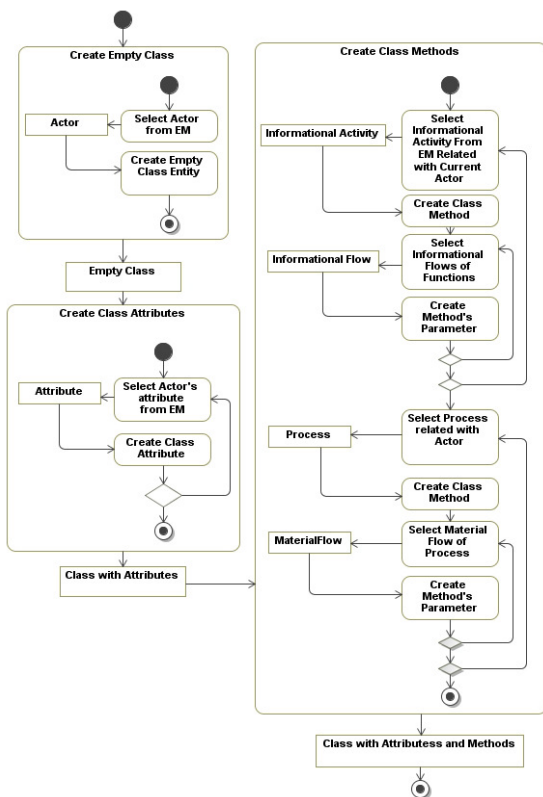 Create Empty Class
Actor
Select Actor
from EM
Create Empty
Class Entity
Empty Class
Create Class Attributes
Attribute
Select Actor's
attribute
from EM
Create Class
Attribute
Class with Attributes
Create Class Methods
Informational Activity
Select
Informational
Activity From
EM Related
with Current
Actor
Create Class
Method
Informational Flow
Select
Informational
Flows of
Functions
Create
Method's
Parameter
Process
Select Process
related with
Actor
Create Class
Method
MaterialFlow
Select Material
Flow of
Process
Create
Method's
Parameter
Class with Attributess and Methods